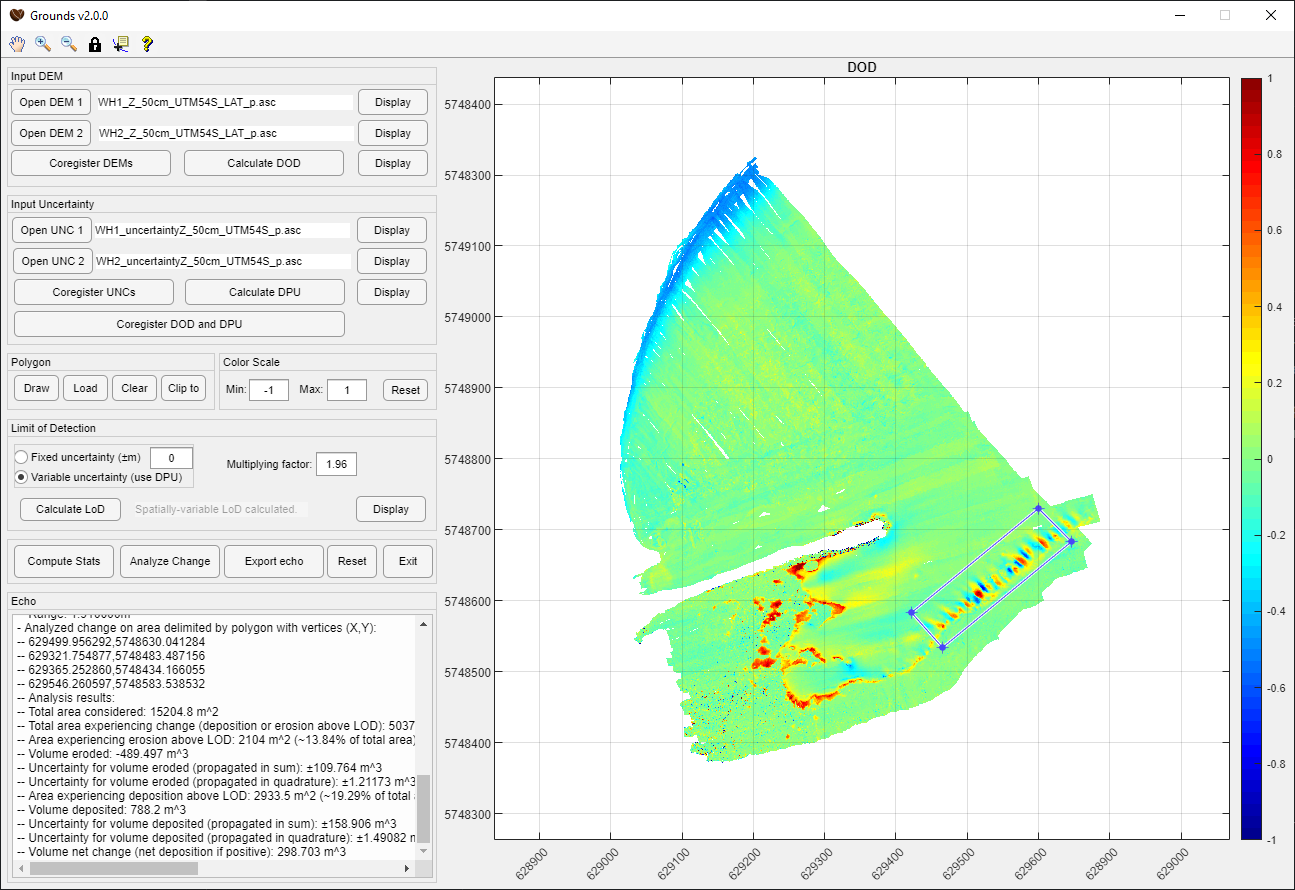 Grounds v2.0.0
Input DEM
Open DEM 1 WH1_Z_50cm_UTM54S_LAT_p.asc Display
Open DEM 2 WH2_Z_50cm_UTM54S_LAT_p.asc Display
Coregister DEMs Calculate DOD Display
Input Uncertainty
Open UNC 1 WH1_uncertaintyZ_50cm_UTM54S_p.asc Display
Open UNC 2 WH2_uncertaintyZ_50cm_UTM54S_p.asc Display
Coregister UNCs Calculate DPU Display
Coregister DOD and DPU
Polygon
Draw Load Clear Clip to
Color Scale
Min: -1 Max: 1 Reset
Limit of Detection
Fixed uncertainty (±m) 0
Variable uncertainty (use DPU)
Multiplying factor: 1.96
Calculate LoD Spatially-variable LoD calculated. Display
Compute Stats Analyze Change Export echo Reset Exit
Echo
- Analyzed change on area delimited by polygon with vertices (X,Y):
-- 629499.956292,5748630.041284
-- 629321.754877,5748483.487156
-- 629365.252860,5748434.166055
-- 629546.260597,5748583.538532
-- Analysis results:
-- Total area considered: 15204.8 m^2
-- Total area experiencing change (deposition or erosion above LOD): 5037
-- Area experiencing erosion above LOD: 2104 m^2 (~13.84% of total area)
-- Volume eroded: -489.497 m^3
-- Uncertainty for volume eroded (propagated in sum): ±109.764 m^3
-- Uncertainty for volume eroded (propagated in quadrature): ±1.21173 m^3
-- Area experiencing deposition above LOD: 2933.5 m^2 (~19.29% of total
-- Volume deposited: 788.2 m^3
-- Uncertainty for volume deposited (propagated in sum): ±158.906 m^3
-- Uncertainty for volume deposited (propagated in quadrature): ±1.49082
-- Volume net change (net deposition if positive): 298.703 m^3
DOD
5748400
5748300
5749100
5749000
5748900
5748800
5748700
5748600
5748500
5748400
5748300
628900
629000
629100
629200
629300
629400
629500
629600
628900
629000
1
0.8
0.6
0.4
0.2
0
-0.2
-0.4
-0.6
-0.8
-1